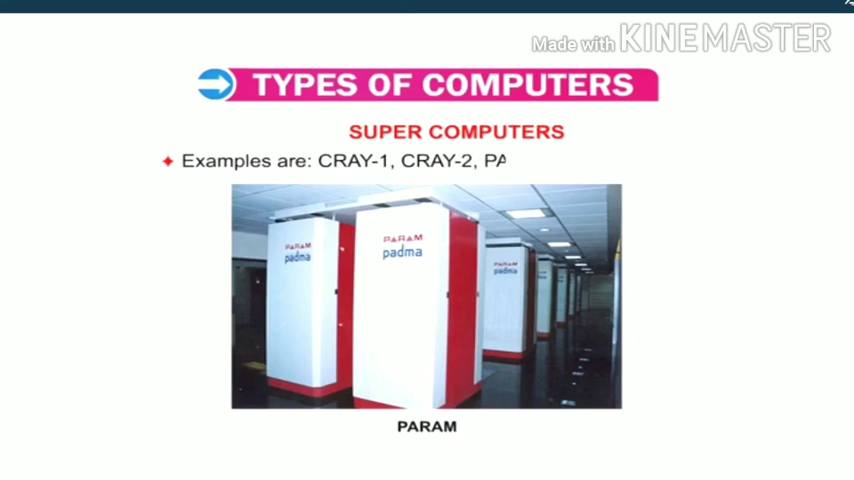 Made with KINEMASTER
TYPES OF COMPUTERS
SUPER COMPUTERS
Examples are: CRAY-1, CRAY-2, PA
PARAM
padma
PARAM
padma
PARAM
padma
PARAM